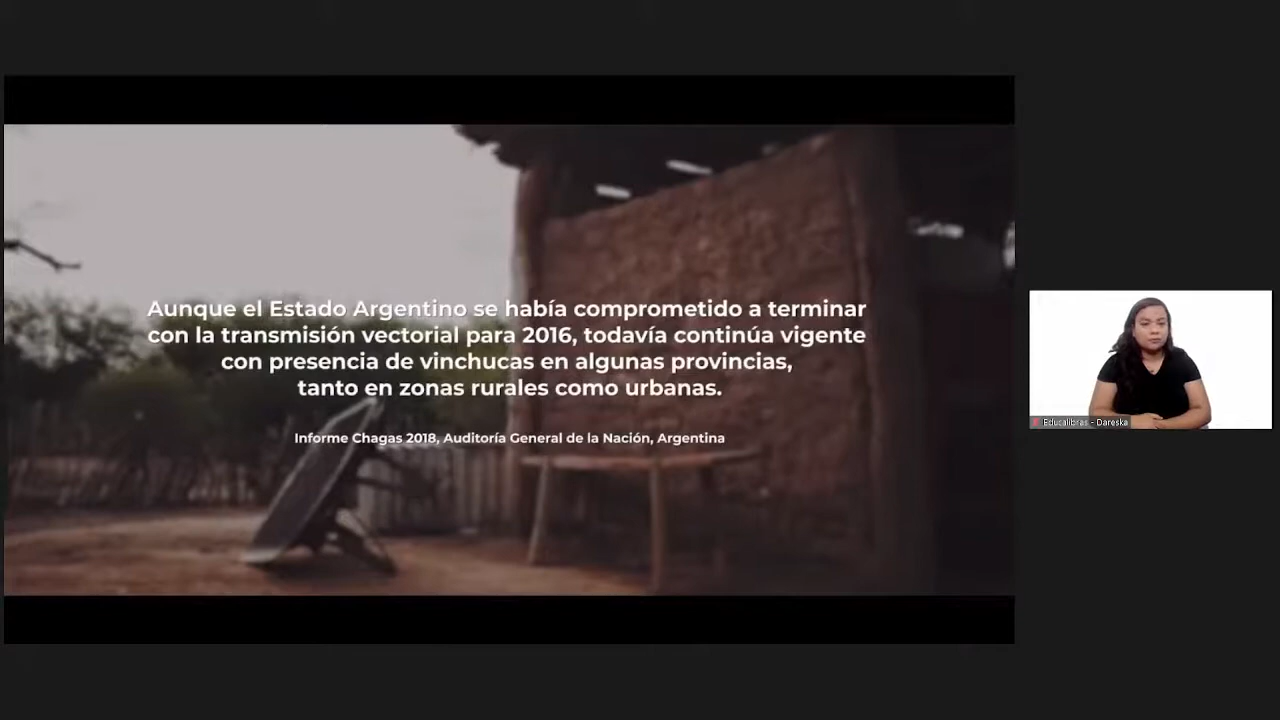 Aunque el Estado Argentino se había comprometido a terminar
con la transmisión vectorial para 2016, todavía continúa vigente
con presencia de vinchucas en algunas provincias,
tanto en zonas rurales como urbanas.
Informe Chagas 2018, Auditoría General de la Nación, Argentina
Educalibras - Dareska